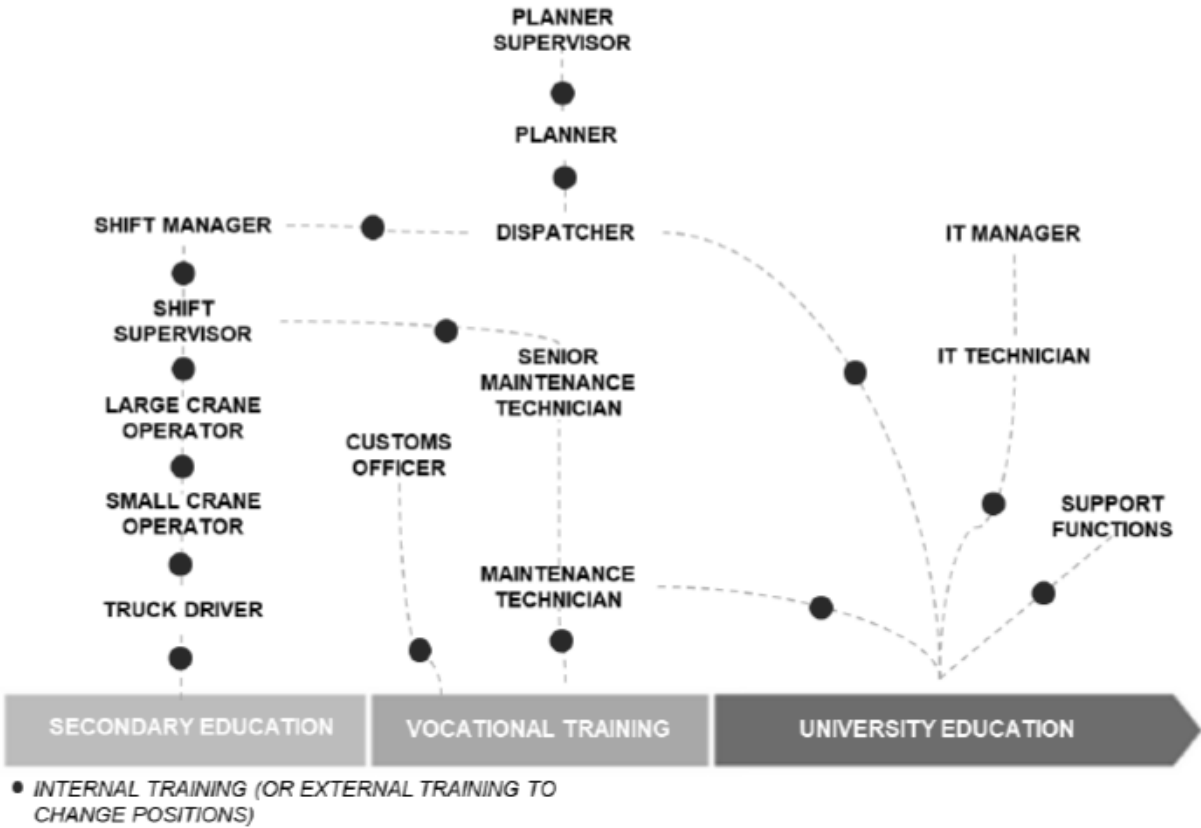 PLANNER
SUPERVISOR
PLANNER
SHIFT MANAGER
DISPATCHER
IT MANAGER
SHIFT
SUPERVISOR
SENIOR
MAINTENANCE
TECHNICIAN
IT TECHNICIAN
LARGE CRANE
OPERATOR
CUSTOMS
OFFICER
SMALL CRANE
OPERATOR
SUPPORT
FUNCTIONS
MAINTENANCE
TECHNICIAN
TRUCK DRIVER
SECONDARY EDUCATION
VOCATIONAL TRAINING
UNIVERSITY EDUCATION
INTERNAL TRAINING (OR EXTERNAL TRAINING TO
CHANGE POSITIONS)